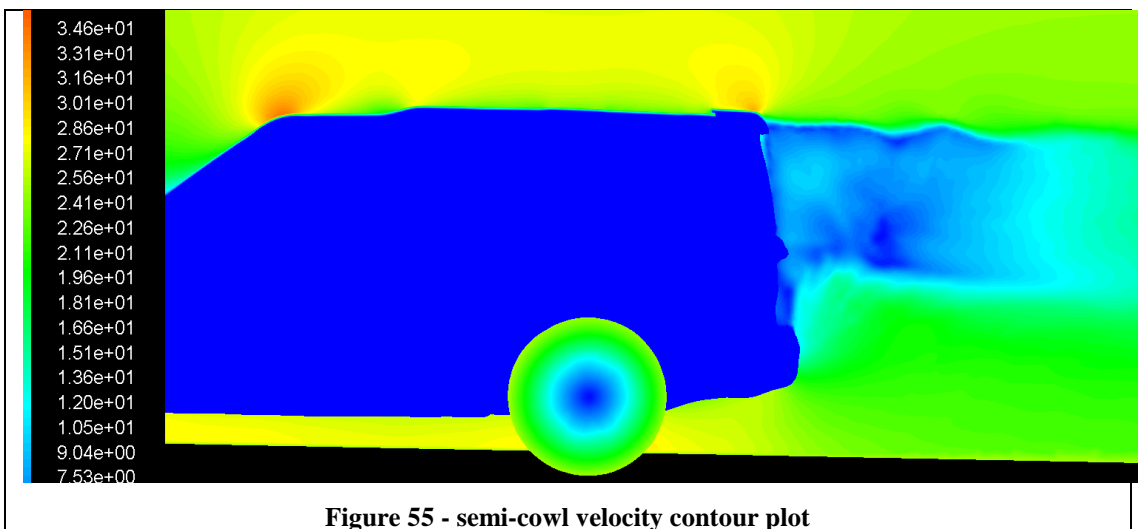 3.46e+01
3.31e+01
3.16e+01
3.01e+01
2.86e+01
2.71e+01
2.56e+01
2.41e+01
2.26e+01
2.11e+01
1.96e+01
1.81e+01
1.66e+01
1.51e+01
1.36e+01
1.20e+01
1.05e+01
9.04e+00
7.53e+00
Figure 55 - semi-cowl velocity contour plot